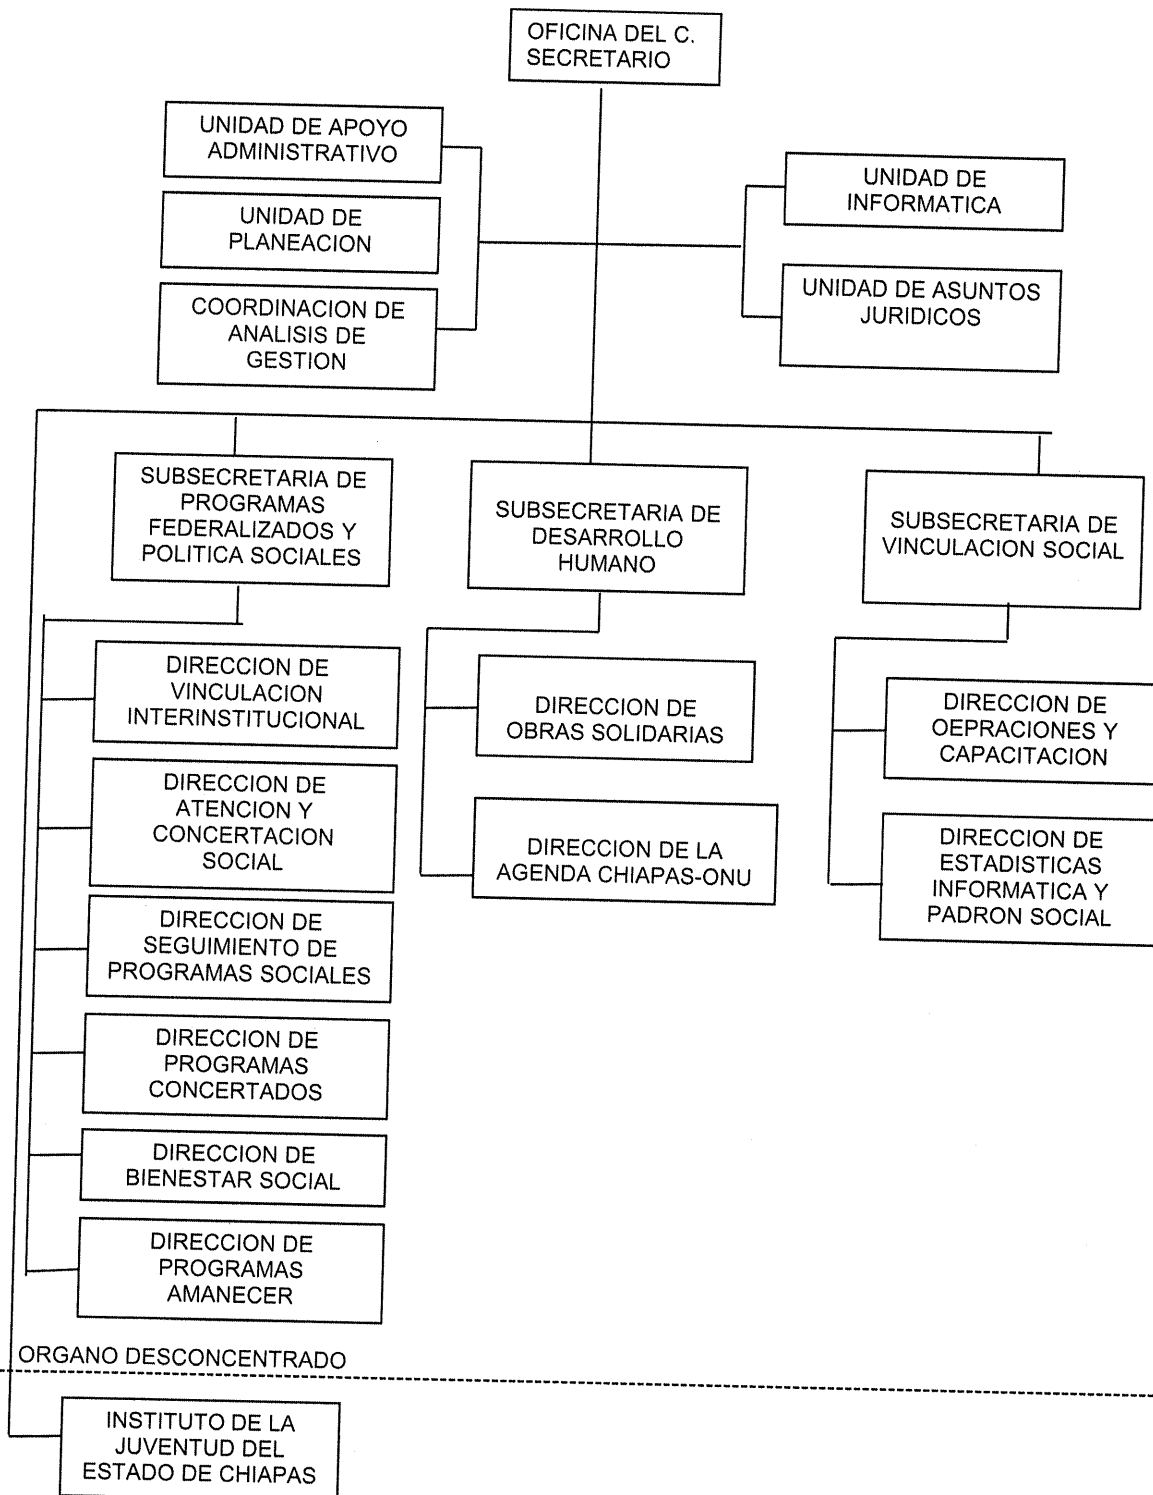 OFICINA DEL C.
SECRETARIO
UNIDAD DE APOYO
ADMINISTRATIVO
UNIDAD DE
PLANEACION
COORDINACION DE
ANALISIS DE
GESTION
UNIDAD DE
INFORMATICA
UNIDAD DE ASUNTOS
JURIDICOS
SUBSECRETARIA DE
PROGRAMAS
FEDERALIZADOS Y
POLITICA SOCIALES
SUBSECRETARIA DE
DESARROLLO
HUMANO
SUBSECRETARIA DE
VINCULACION SOCIAL
DIRECCION DE
VINCULACION
INTERINSTITUCIONAL
DIRECCION DE
ATENCION Y
CONCERTACION
SOCIAL
DIRECCION DE
SEGUIMIENTO DE
PROGRAMAS SOCIALES
DIRECCION DE
PROGRAMAS
CONCERTADOS
DIRECCION DE
BIENESTAR SOCIAL
DIRECCION DE
PROGRAMAS
AMANECER
DIRECCION DE
OBRAS SOLIDARIAS
DIRECCION DE LA
AGENDA CHIAPAS-ONU
DIRECCION DE
OEPRACIONES Y
CAPACITACION
DIRECCION DE
ESTADISTICAS
INFORMATICA Y
PADRON SOCIAL
ORGANO DESCONCENTRADO
INSTITUTO DE LA
JUVENTUD DEL
ESTADO DE CHIAPAS